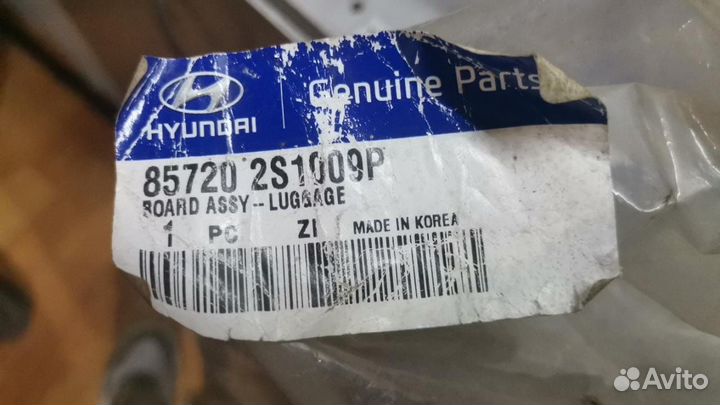 HYUNDAI
Genuine Parts
85720 2S1009P
BOARD ASSY--LUGGAGE
1 PC ZI MADE IN KOREA
Avito